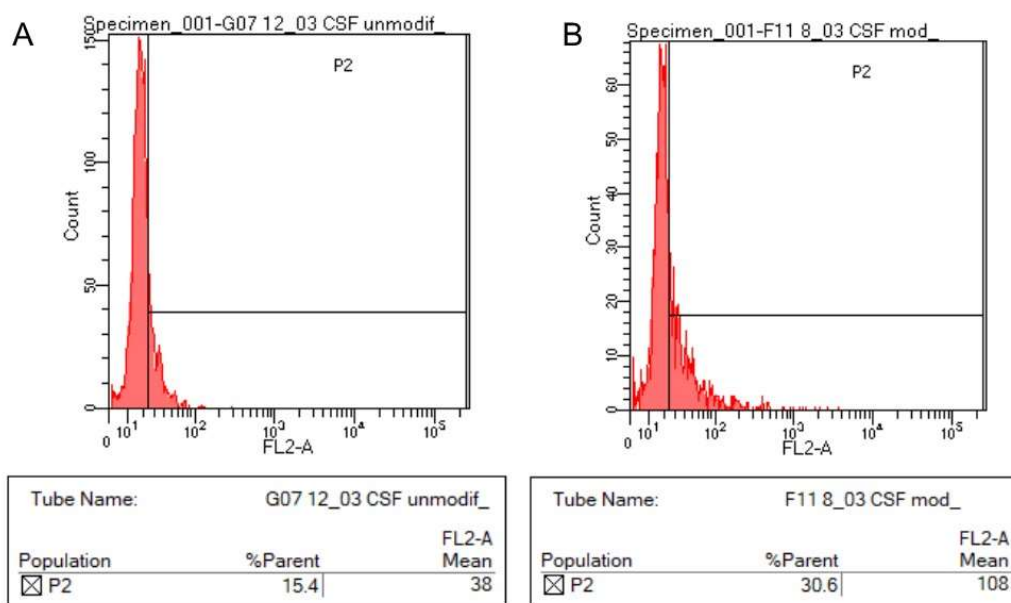 A
Specimen_001-G07 12_03 CSF unmodif_
P2
Count
150
100
50
0
0 10¹ 10² 10³ 10⁴ 10⁵
FL2-A
Tube Name: G07 12_03 CSF unmodif_
FL2-A
Population %Parent Mean
P2 15.4 38
B
Specimen_001-F11 8_03 CSF mod_
P2
Count
60
50
40
30
20
10
0
0 10¹ 10² 10³ 10⁴ 10⁵
FL2-A
Tube Name: F11 8_03 CSF mod_
FL2-A
Population %Parent Mean
P2 30.6 108